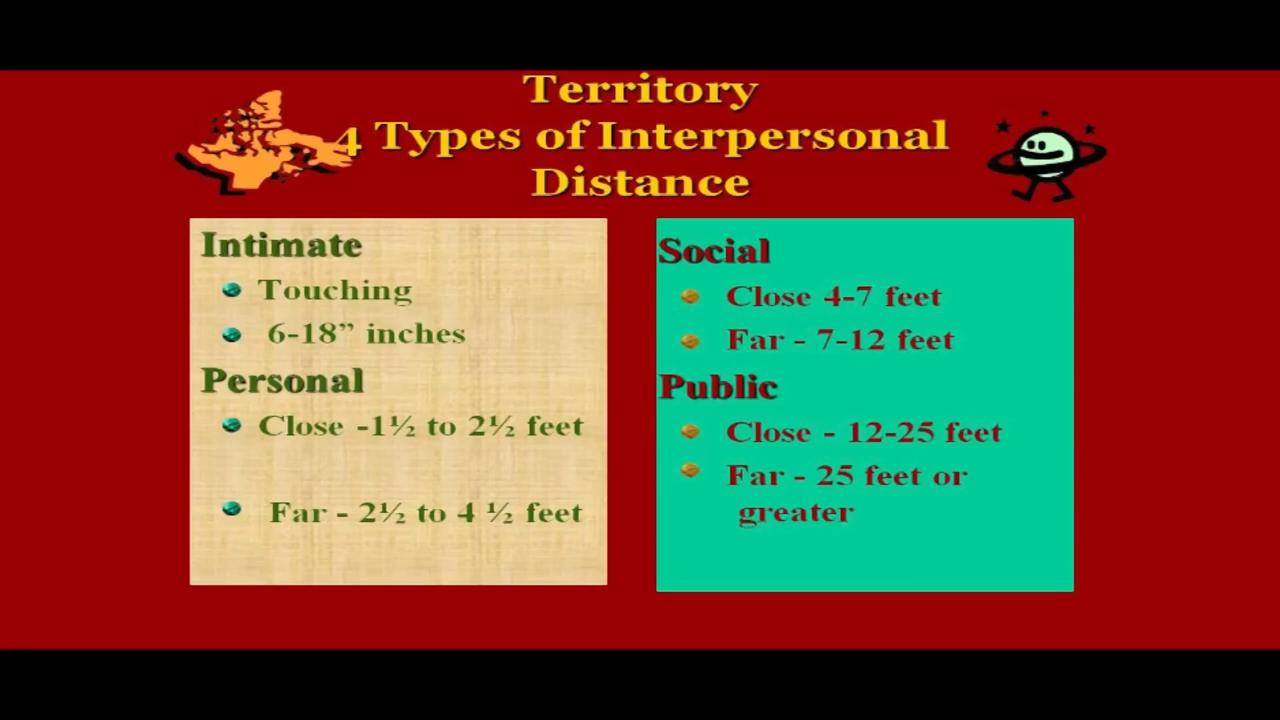 Territory
4 Types of Interpersonal
Distance
Intimate
Touching
6-18” inches
Personal
Close -1½ to 2½ feet
Far - 2½ to 4 ½ feet
Social
Close 4-7 feet
Far - 7-12 feet
Public
Close - 12-25 feet
Far - 25 feet or
greater